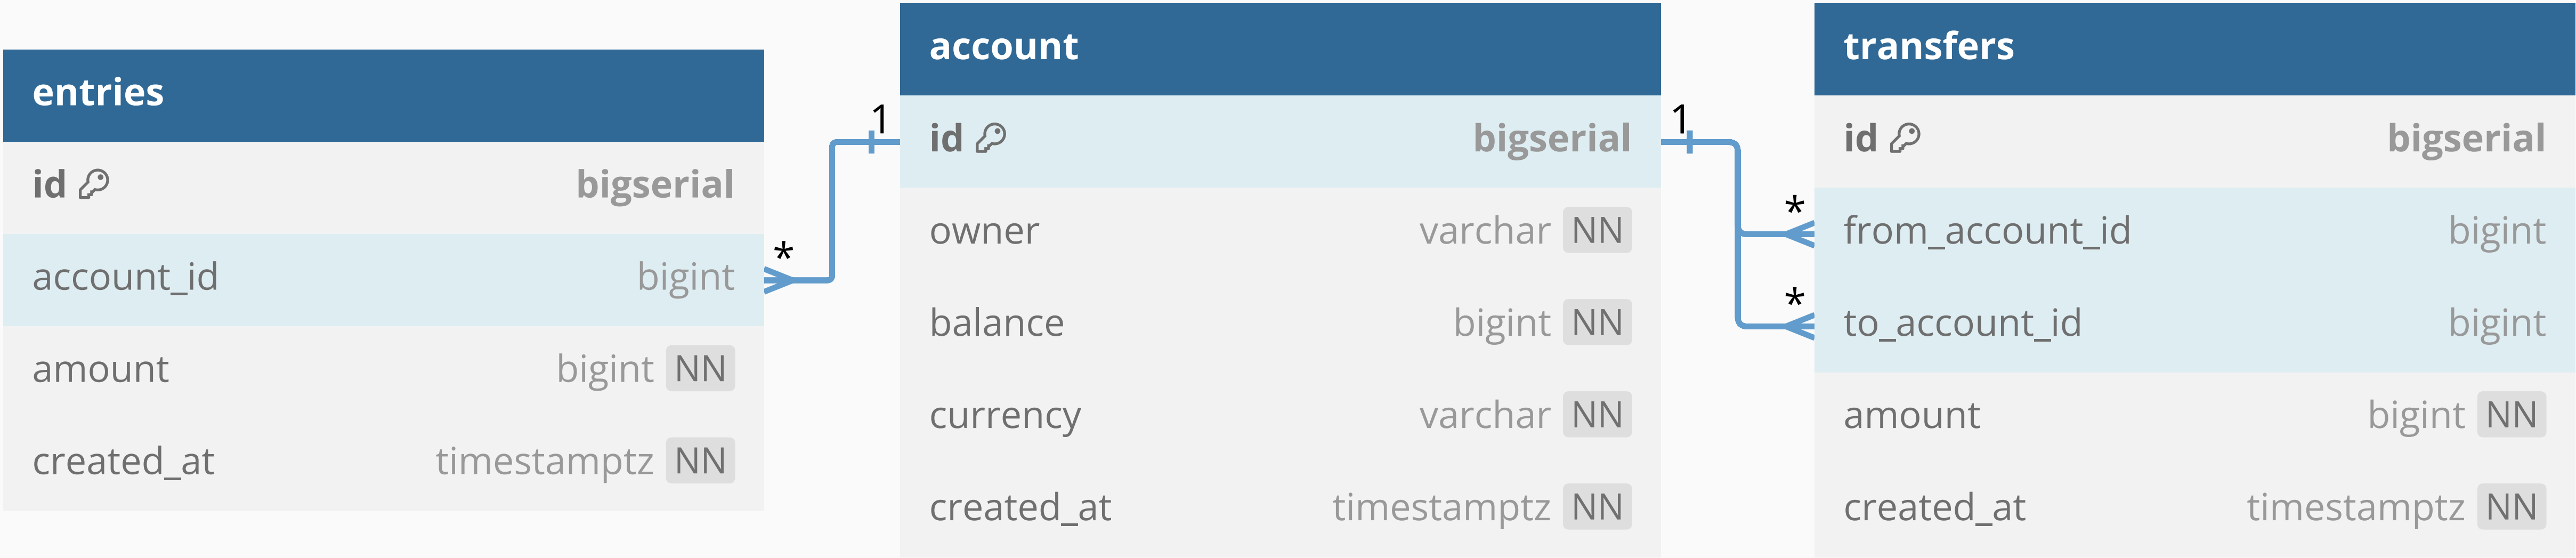 entries
id bigserial
account_id bigint
amount bigint NN
created_at timestamptz NN
1
*
account
id bigserial
owner varchar NN
balance bigint NN
currency varchar NN
created_at timestamptz NN
1
*
*
transfers
id bigserial
from_account_id bigint
to_account_id bigint
amount bigint NN
created_at timestamptz NN